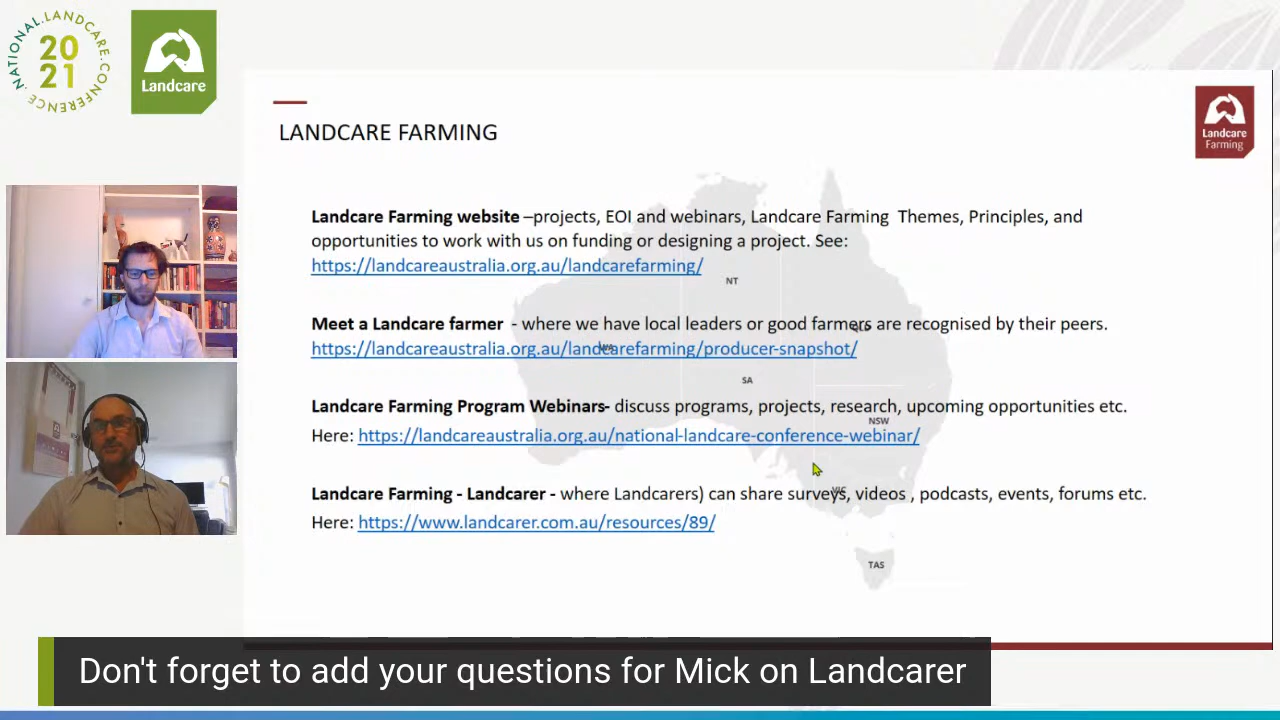 NATIONAL.LANDCARE.CONFERENCE.
20
21
Landcare
LANDCARE FARMING
Landcare
Farming
Landcare Farming website –projects, EOI and webinars, Landcare Farming Themes, Principles, and
opportunities to work with us on funding or designing a project. See:
https://landcareaustralia.org.au/landcarefarming/
NT
Meet a Landcare farmer - where we have local leaders or good farmers are recognised by their peers.
QLD
https://landcareaustralia.org.au/landcarefarming/producer-snapshot/
WA
SA
Landcare Farming Program Webinars- discuss programs, projects, research, upcoming opportunities etc.
NSW
Here: https://landcareaustralia.org.au/national-landcare-conference-webinar/
Landcare Farming - Landcarer - where Landcarers) can share surveys, videos , podcasts, events, forums etc.
VIC
Here: https://www.landcarer.com.au/resources/89/
TAS
Don't forget to add your questions for Mick on Landcarer